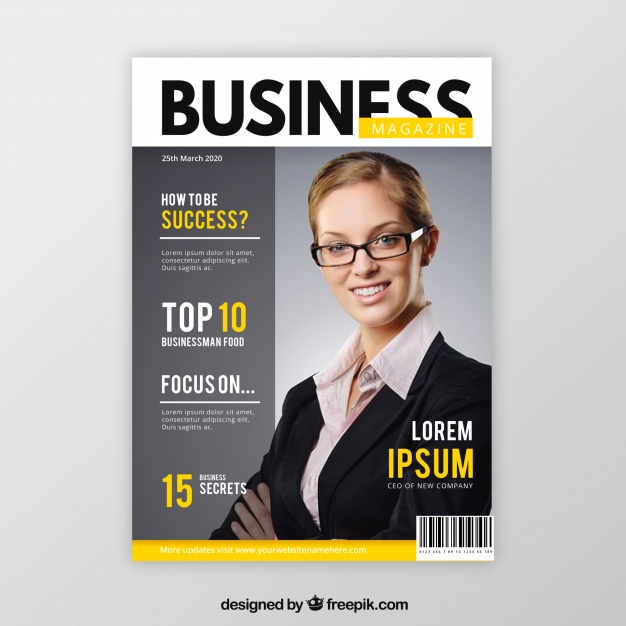 BUSINESS
MAGAZINE
25th March 2020
HOW TO BE
SUCCESS?
Lorem ipsum dolor sit amet,
consectetur adipiscing elit. Duis
Sagittis ac.
TOP 10
BUSINESSMAN FOOD
FOCUS ON...
Lorem ipsum dolor sit amet,
consectetur adipiscing elit. Duis
Sagittis ac.
15 BUSINESS
SECRETS
LOREM
IPSUM
CEO OF NEW COMPANY
More updates visit www.yourwebsitenamehere.com
designed by freepik.com